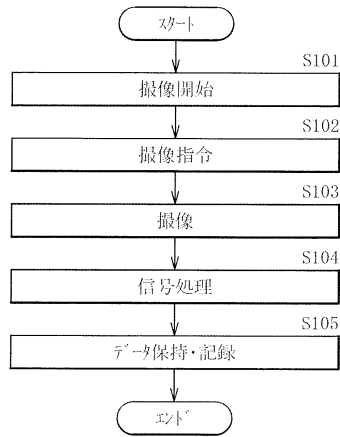 スタート
S101
撮像開始
S102
撮像指令
S103
撮像
S104
信号処理
S105
データ保持・記録
エンド